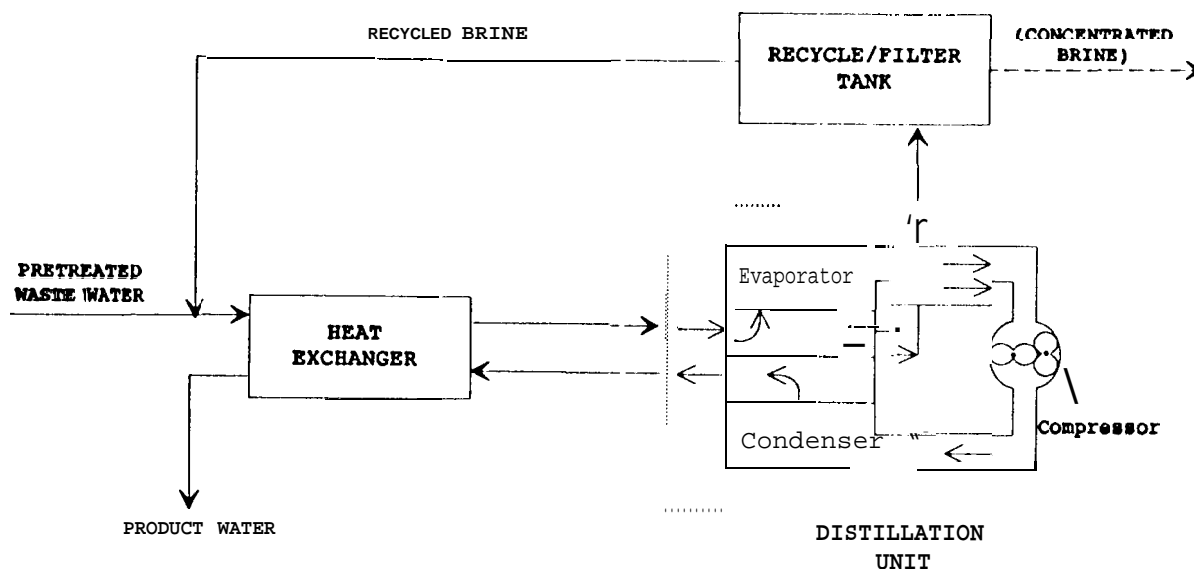 RECYCLED BRINE
RECYCLE/FILTER
TANK
(CONCENTRATED
BRINE)
'r
PRETREATED
WASTE WATER
HEAT
EXCHANGER
Evaporator
Condenser
Compressor
PRODUCT WATER
DISTILLATION
UNIT